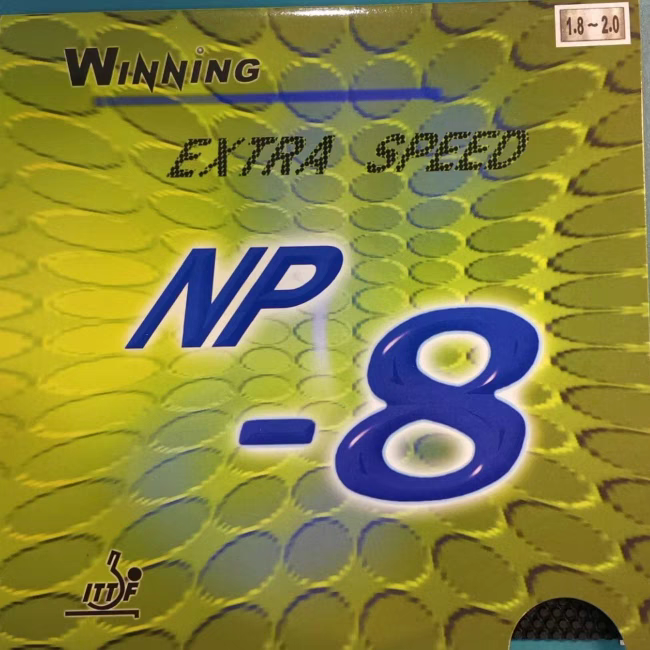 WINNING
1.8~2.0
EXTRA SPEED
NP
-8
ITTF